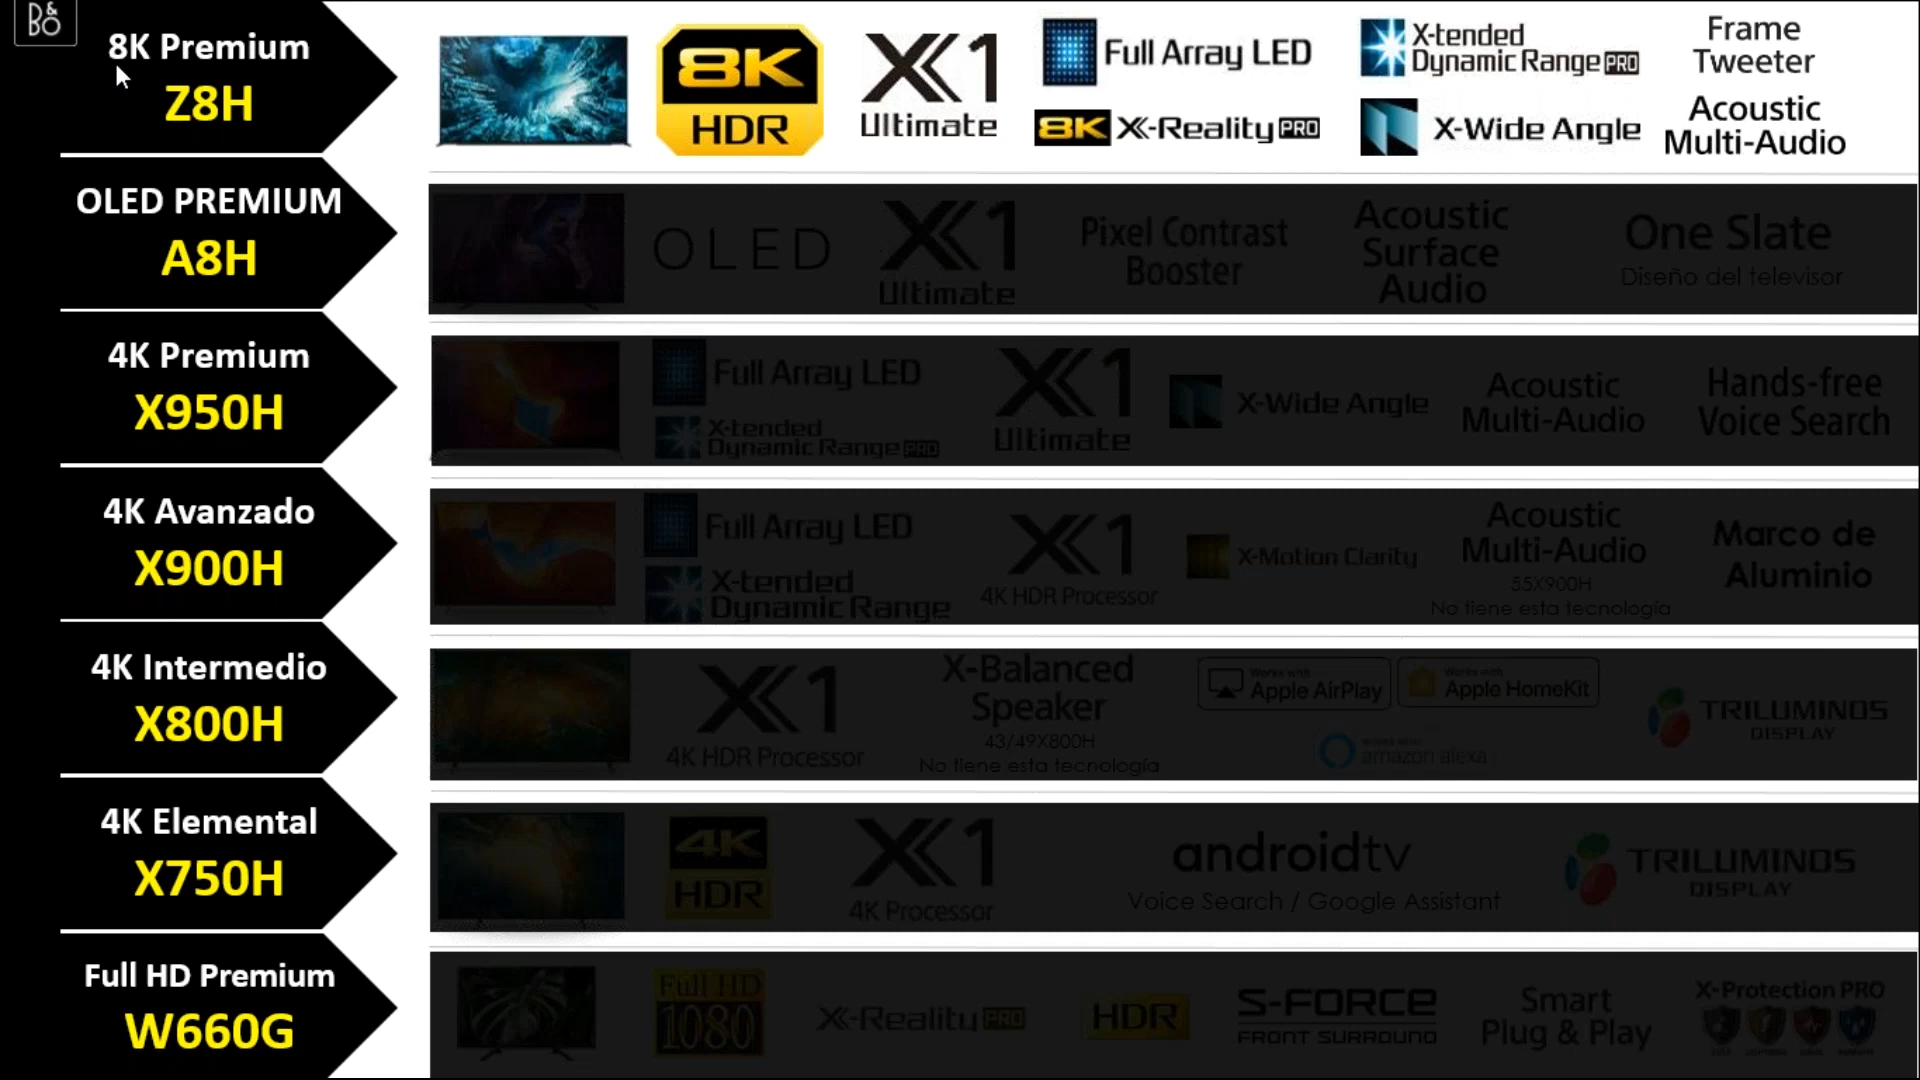 B&O
8K Premium
Z8H
8K
HDR
X1
Ultimate
Full Array LED
8K X-Reality PRO
X-tended
Dynamic Range PRO
X-Wide Angle
Frame
Tweeter
Acoustic
Multi-Audio
OLED PREMIUM
A8H
OLED
X1
Ultimate
Pixel Contrast
Booster
Acoustic
Surface
Audio
One Slate
Diseño del televisor
4K Premium
X950H
Full Array LED
X-tended
Dynamic Range PRO
X1
Ultimate
X-Wide Angle
Acoustic
Multi-Audio
Hands-free
Voice Search
4K Avanzado
X900H
Full Array LED
X-tended
Dynamic Range
X1
4K HDR Processor
X-Motion Clarity
Acoustic
Multi-Audio
55X900H
No tiene esta tecnología
Marco de
Aluminio
4K Intermedio
X800H
X1
4K HDR Processor
X-Balanced
Speaker
43/49X800H
No tiene esta tecnología
Works with
Apple AirPlay
Works with
Apple HomeKit
works with
amazon alexa
TRILUMINOS
DISPLAY
4K Elemental
X750H
4K
HDR
X1
4K Processor
androidtv
Voice Search / Google Assistant
TRILUMINOS
DISPLAY
Full HD Premium
W660G
Full HD
1080
X-Reality PRO
HDR
S-FORCE
FRONT SURROUND
Smart
Plug & Play
X-Protection PRO